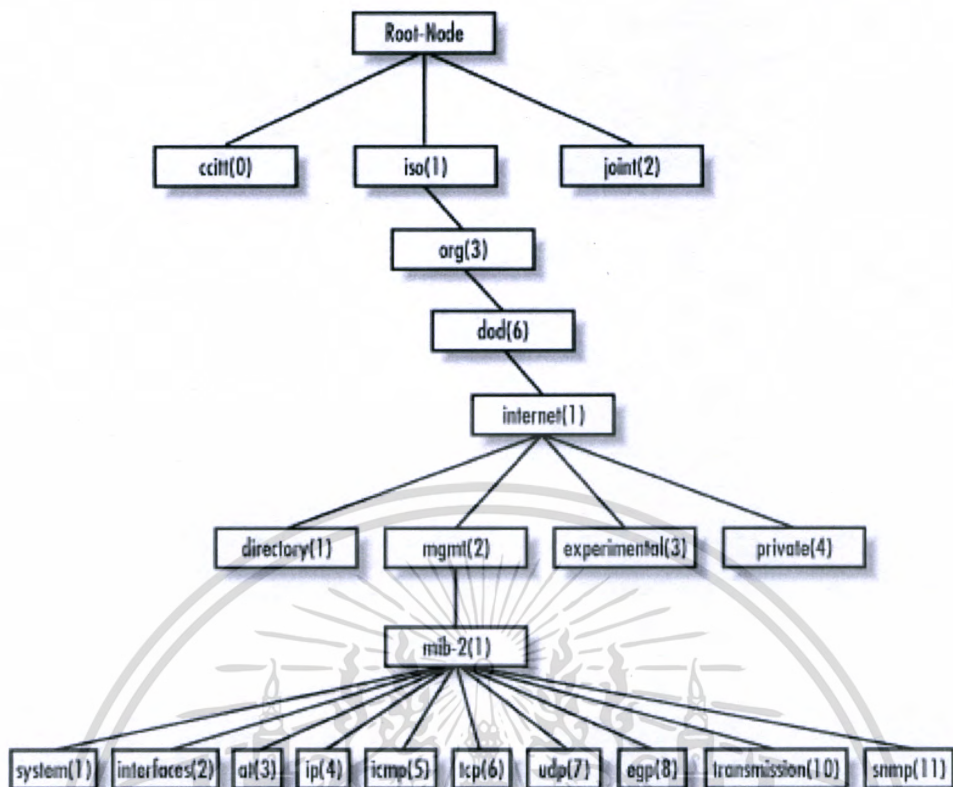 Root-Node
ccitt(0) iso(1) joint(2)
org(3)
dod(6)
internet(1)
directory(1) mgmt(2) experimental(3) private(4)
mib-2(1)
system(1) interfaces(2) at(3) ip(4) icmp(5) tcp(6) udp(7) egp(8) transmission(10) snmp(11)